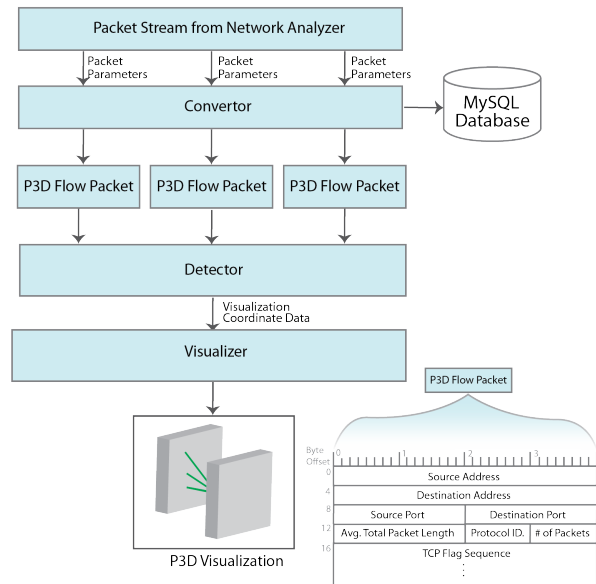 Packet Stream from Network Analyzer
Packet Parameters
Packet Parameters
Packet Parameters
Convertor
MySQL Database
P3D Flow Packet
P3D Flow Packet
P3D Flow Packet
Detector
Visualization Coordinate Data
Visualizer
P3D Visualization
P3D Flow Packet
Byte Offset
0 1 2 3
0
Source Address
4
Destination Address
8
Source Port Destination Port
12
Avg. Total Packet Length Protocol ID. # of Packets
16
TCP Flag Sequence